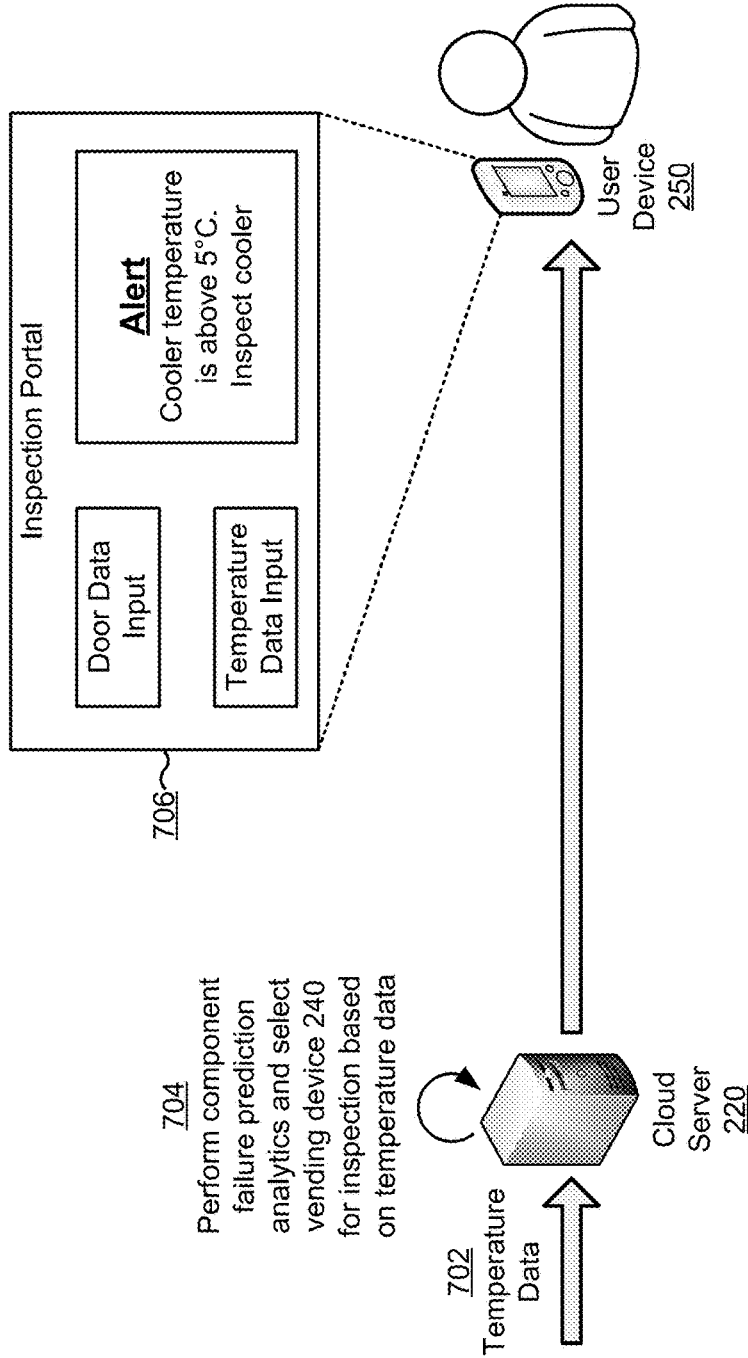 702
Temperature
Data
704
Perform component
failure prediction
analytics and select
vending device 240
for inspection based
on temperature data
Cloud
Server
220
706
Inspection Portal
Door Data
Input
Temperature
Data Input
Alert
Cooler temperature
is above 5°C.
Inspect cooler
User
Device
250